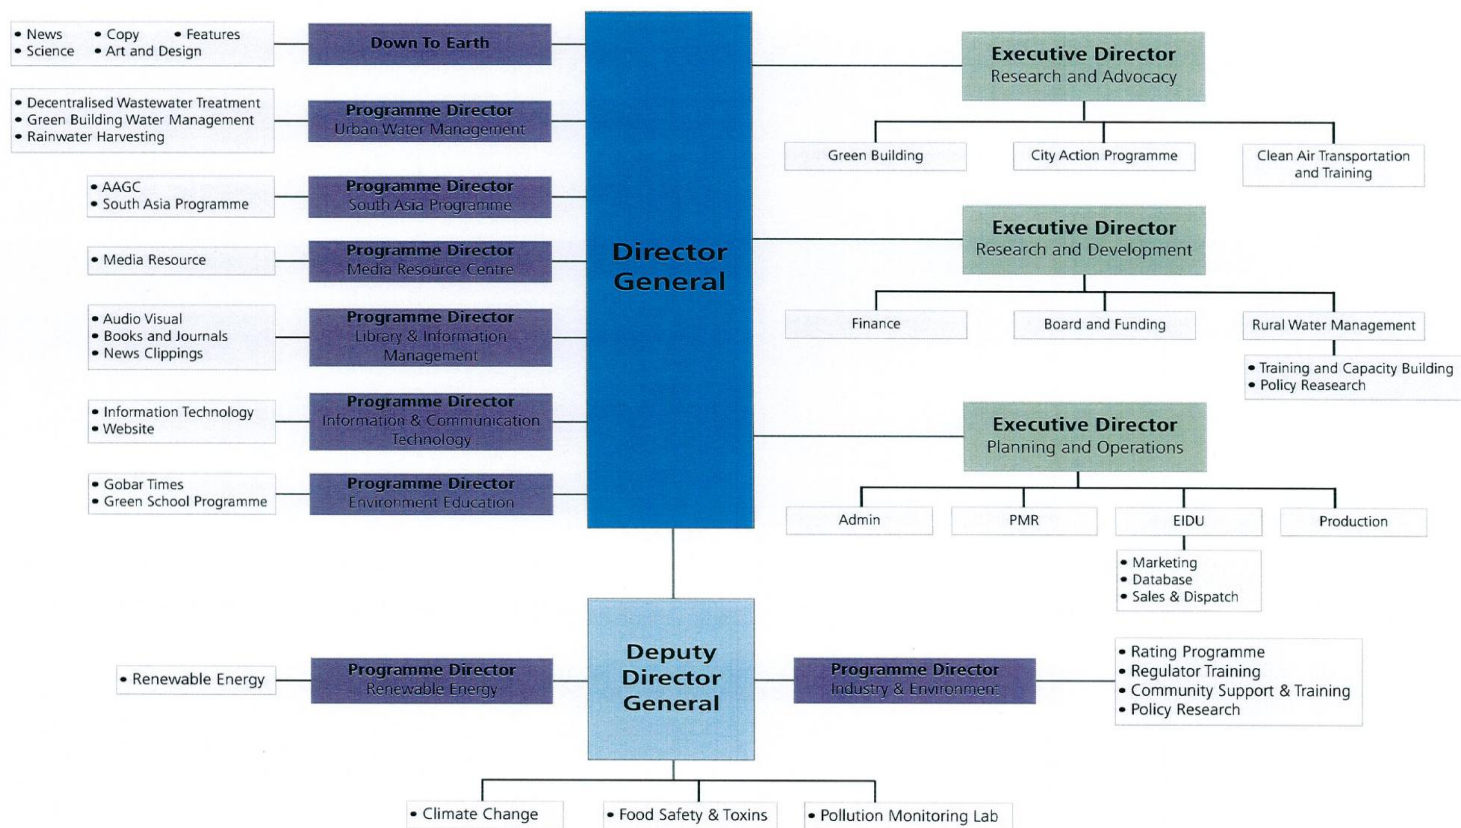 • News • Copy • Features
• Science • Art and Design
Down To Earth
• Decentralised Wastewater Treatment
• Green Building Water Management
• Rainwater Harvesting
Programme Director
Urban Water Management
• AAGC
• South Asia Programme
Programme Director
South Asia Programme
• Media Resource
Programme Director
Media Resource Centre
• Audio Visual
• Books and Journals
• News Clippings
Programme Director
Library & Information
Management
• Information Technology
• Website
Programme Director
Information & Communication
Technology
• Gobar Times
• Green School Programme
Programme Director
Environment Education
Director
General
Executive Director
Research and Advocacy
Green Building
City Action Programme
Clean Air Transportation
and Training
Executive Director
Research and Development
Finance
Board and Funding
Rural Water Management
• Training and Capacity Building
• Policy Reasearch
Executive Director
Planning and Operations
Admin
PMR
EIDU
Production
• Marketing
• Database
• Sales & Dispatch
• Renewable Energy
Programme Director
Renewable Energy
Deputy
Director
General
Programme Director
Industry & Environment
• Rating Programme
• Regulator Training
• Community Support & Training
• Policy Research
• Climate Change
• Food Safety & Toxins
• Pollution Monitoring Lab